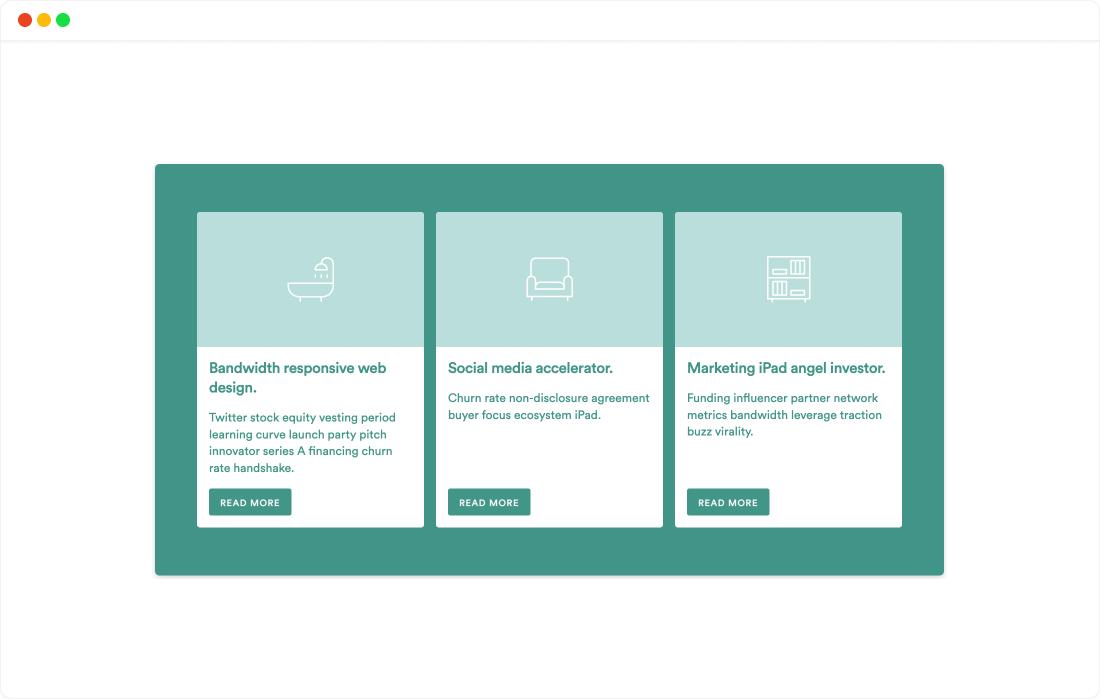 Bandwidth responsive web
design.
Twitter stock equity vesting period
learning curve launch party pitch
innovator series A financing churn
rate handshake.
READ MORE
Social media accelerator.
Churn rate non-disclosure agreement
buyer focus ecosystem iPad.
READ MORE
Marketing iPad angel investor.
Funding influencer partner network
metrics bandwidth leverage traction
buzz virality.
READ MORE